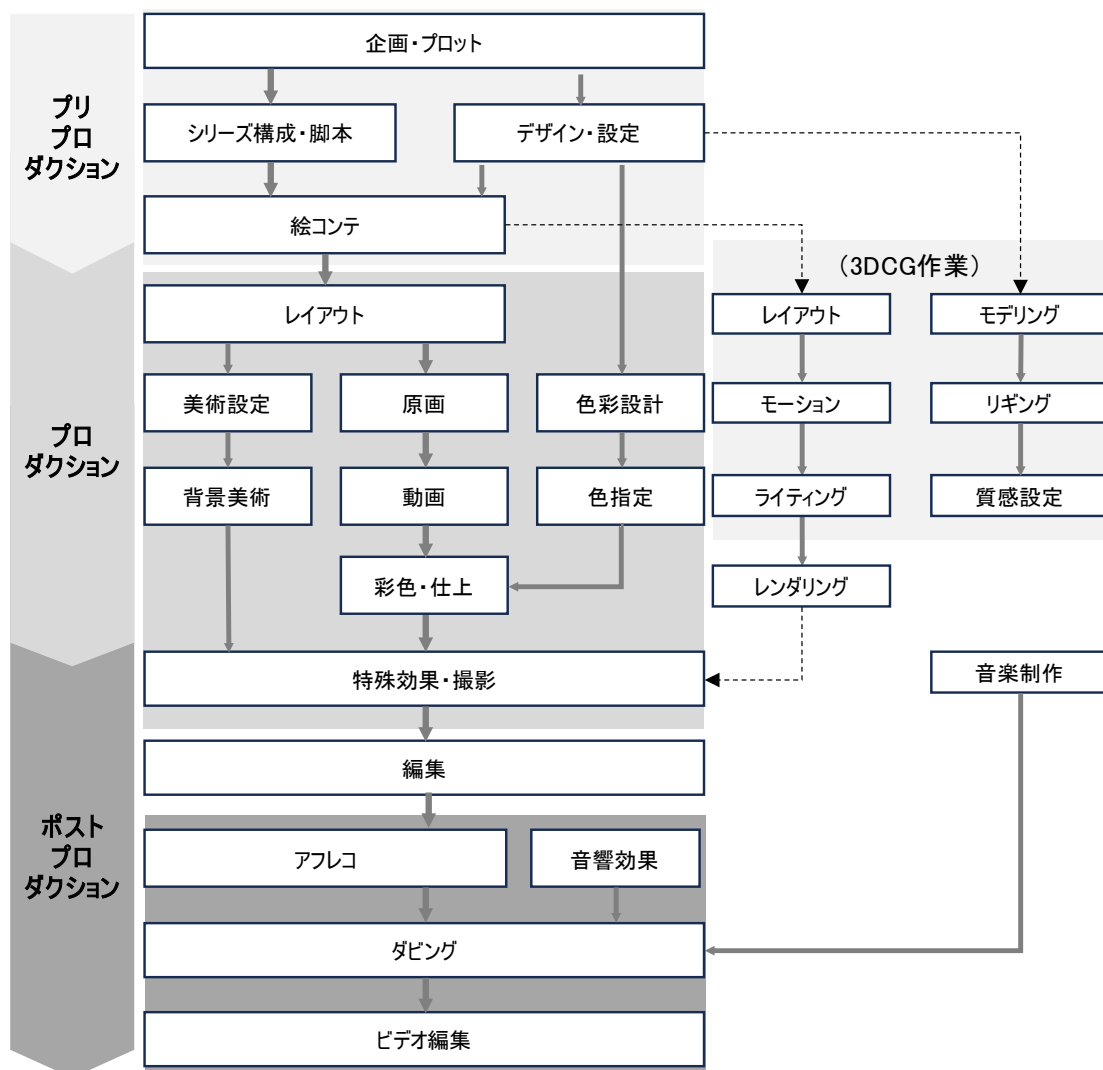 企画・プロット
プリ
プロ
ダクション
シリーズ構成・脚本
デザイン・設定
絵コンテ
（3DCG作業）
レイアウト
レイアウト
モデリング
プロ
ダクション
美術設定
原画
色彩設計
モーション
リギング
背景美術
動画
色指定
ライティング
質感設定
彩色・仕上
レンダリング
特殊効果・撮影
音楽制作
編集
ポスト
プロ
ダクション
アフレコ
音響効果
ダビング
ビデオ編集